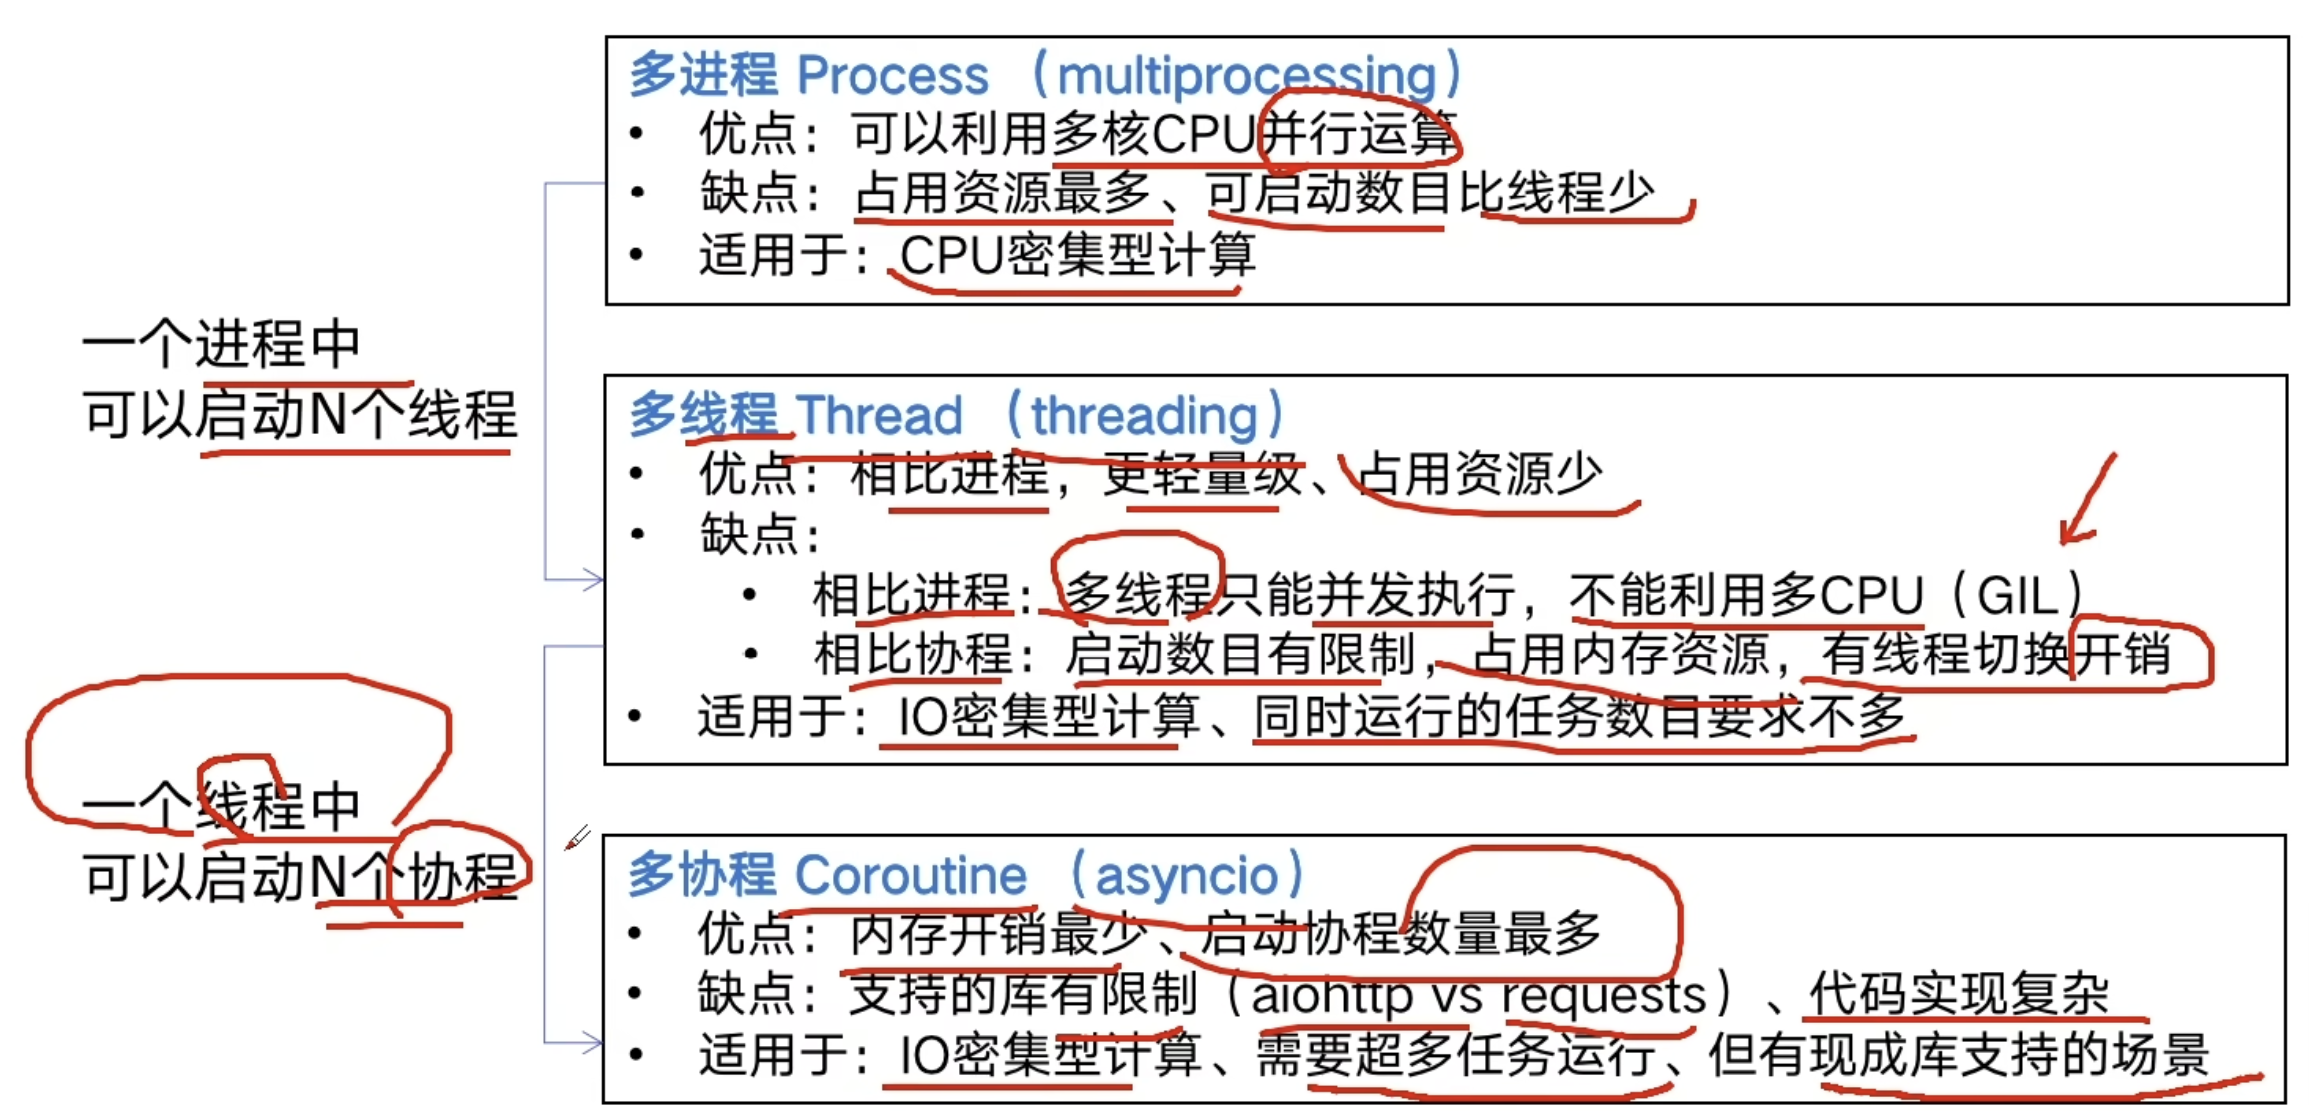 多进程 Process （multiprocessing）
• 优点：可以利用多核CPU并行运算
• 缺点：占用资源最多、可启动数目比线程少
• 适用于：CPU密集型计算
一个进程中
可以启动N个线程
多线程 Thread （threading）
• 优点：相比进程，更轻量级、占用资源少
• 缺点：
• 相比进程：多线程只能并发执行，不能利用多CPU（GIL）
• 相比协程：启动数目有限制，占用内存资源，有线程切换开销
• 适用于：IO密集型计算、同时运行的任务数目要求不多
一个线程中
可以启动N个协程
多协程 Coroutine （asyncio）
• 优点：内存开销最少、启动协程数量最多
• 缺点：支持的库有限制（aiohttp vs requests）、代码实现复杂
• 适用于：IO密集型计算、需要超多任务运行、但有现成库支持的场景